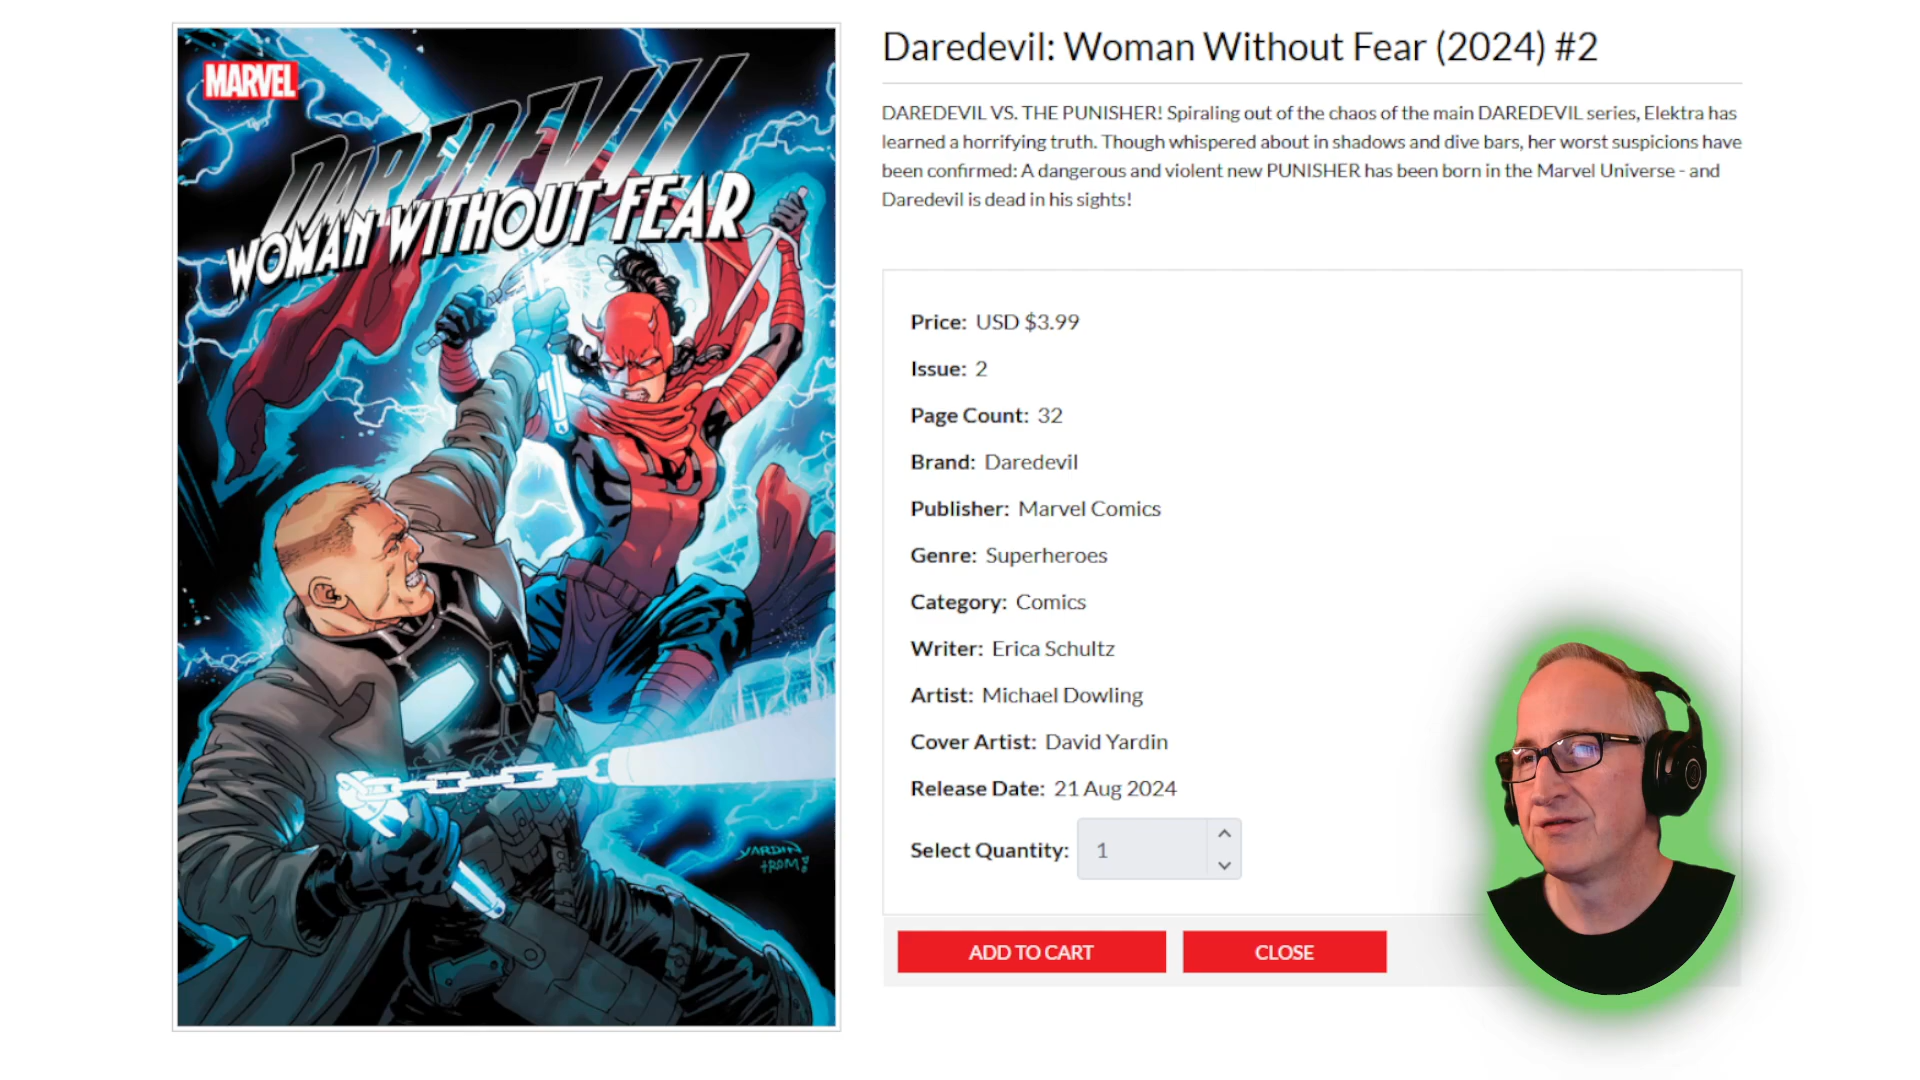 MARVEL
DAREDEVIL
WOMAN WITHOUT FEAR
YARDIN
Daredevil: Woman Without Fear (2024) #2
DAREDEVIL VS. THE PUNISHER! Spiraling out of the chaos of the main DAREDEVIL series, Elektra has
learned a horrifying truth. Though whispered about in shadows and dive bars, her worst suspicions have
been confirmed: A dangerous and violent new PUNISHER has been born in the Marvel Universe - and
Daredevil is dead in his sights!
Price: USD $3.99
Issue: 2
Page Count: 32
Brand: Daredevil
Publisher: Marvel Comics
Genre: Superheroes
Category: Comics
Writer: Erica Schultz
Artist: Michael Dowling
Cover Artist: David Yardin
Release Date: 21 Aug 2024
Select Quantity: 1
ADD TO CART CLOSE